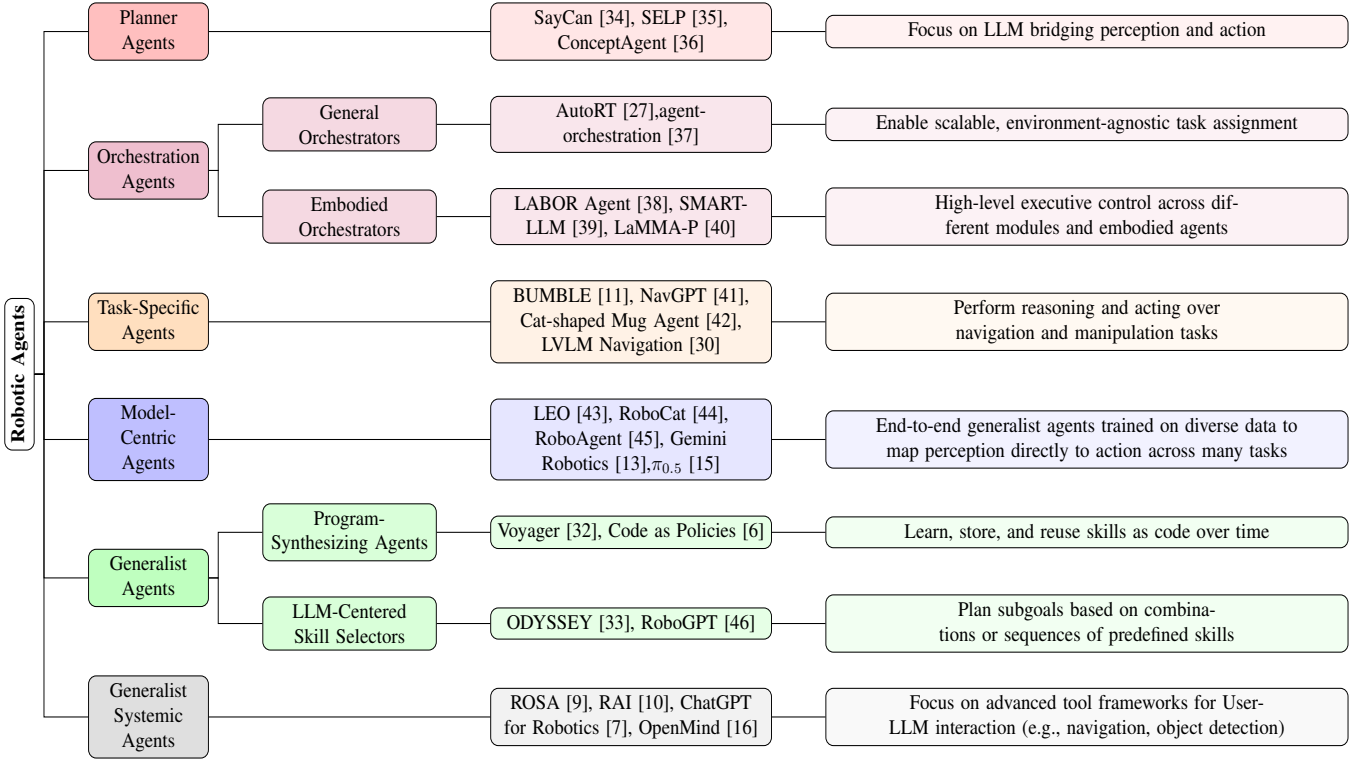 Robotic Agents
Planner
Agents
SayCan [34], SELP [35],
ConceptAgent [36]
Focus on LLM bridging perception and action
Orchestration
Agents
General
Orchestrators
AutoRT [27],agent-
orchestration [37]
Enable scalable, environment-agnostic task assignment
Embodied
Orchestrators
LABOR Agent [38], SMART-
LLM [39], LaMMA-P [40]
High-level executive control across dif-
ferent modules and embodied agents
Task-Specific
Agents
BUMBLE [11], NavGPT [41],
Cat-shaped Mug Agent [42],
LVLM Navigation [30]
Perform reasoning and acting over
navigation and manipulation tasks
Model-
Centric
Agents
LEO [43], RoboCat [44],
RoboAgent [45], Gemini
Robotics [13],π0.5 [15]
End-to-end generalist agents trained on diverse data to
map perception directly to action across many tasks
Generalist
Agents
Program-
Synthesizing Agents
Voyager [32], Code as Policies [6]
Learn, store, and reuse skills as code over time
LLM-Centered
Skill Selectors
ODYSSEY [33], RoboGPT [46]
Plan subgoals based on combina-
tions or sequences of predefined skills
Generalist
Systemic
Agents
ROSA [9], RAI [10], ChatGPT
for Robotics [7], OpenMind [16]
Focus on advanced tool frameworks for User-
LLM interaction (e.g., navigation, object detection)